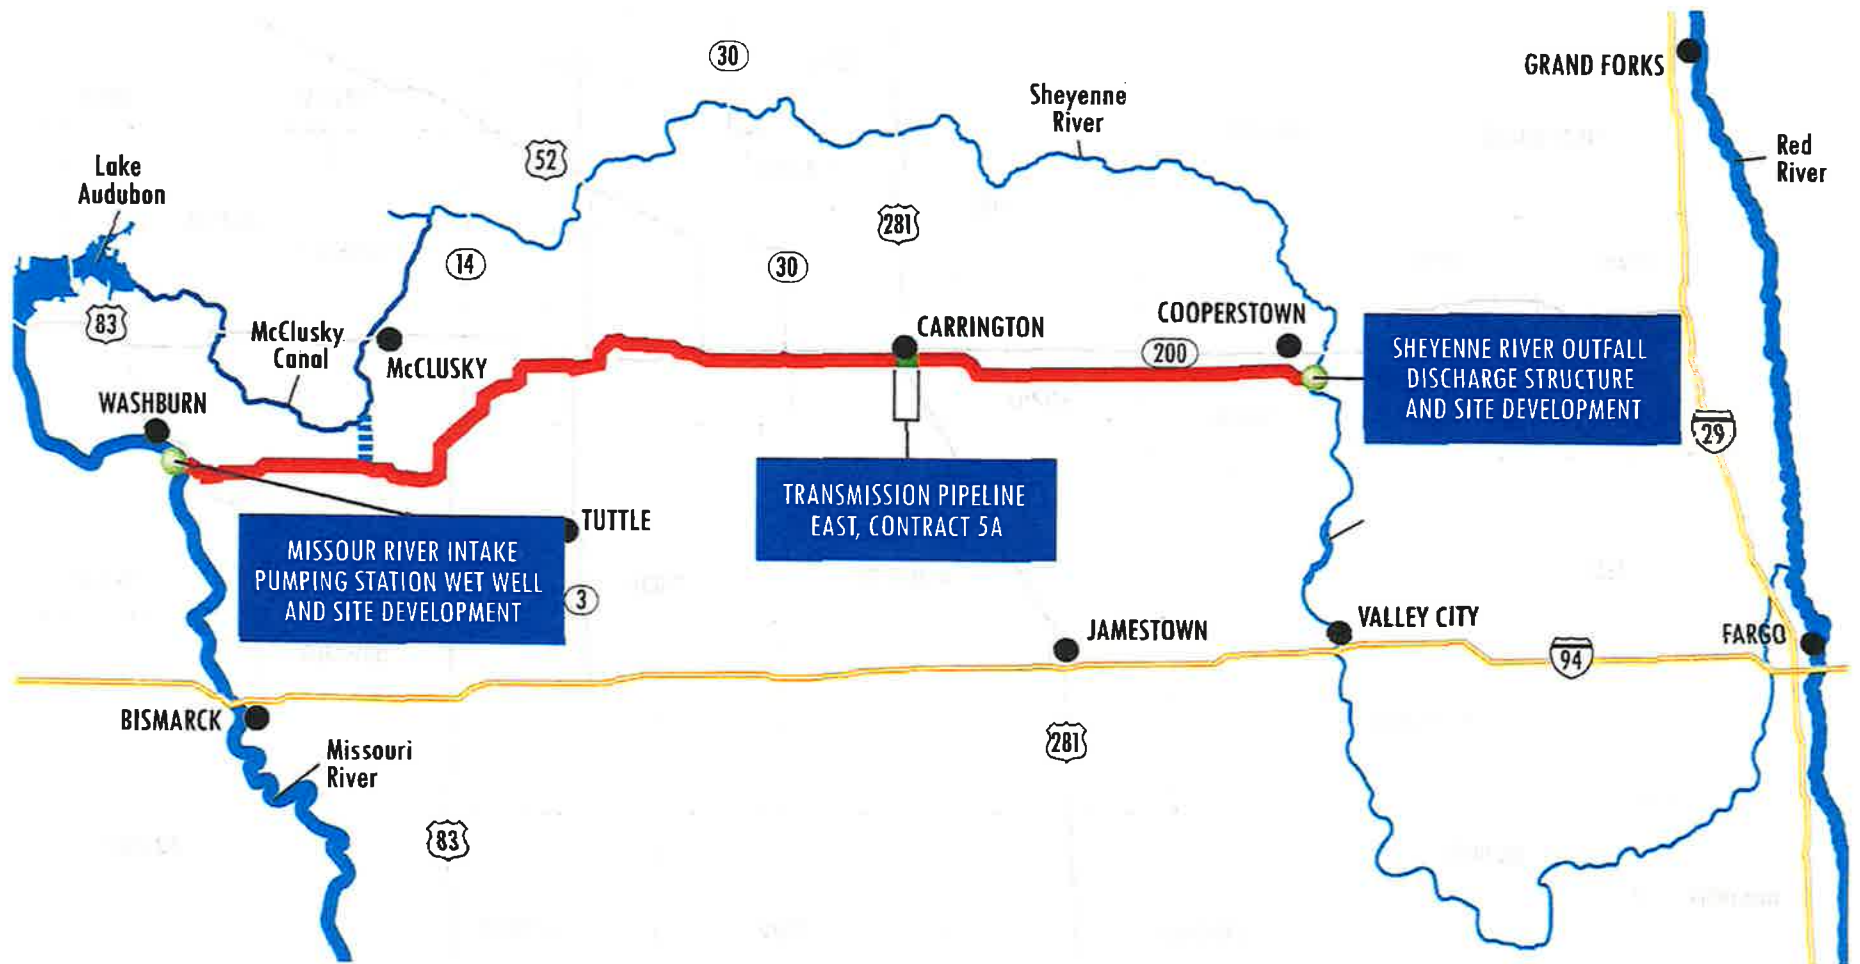 30
GRAND FORKS
Sheyenne
River
52
Red
River
Lake
Audubon
281
14
30
83
McClusky
Canal
McCLUSKY
CARRINGTON
COOPERSTOWN
200
SHEYENNE RIVER OUTFALL
DISCHARGE STRUCTURE
AND SITE DEVELOPMENT
WASHBURN
29
TRANSMISSION PIPELINE
EAST, CONTRACT 5A
TUTTLE
MISSOUR RIVER INTAKE
PUMPING STATION WET WELL
AND SITE DEVELOPMENT
3
JAMESTOWN
VALLEY CITY
FARGO
94
BISMARCK
Missouri
River
281
83